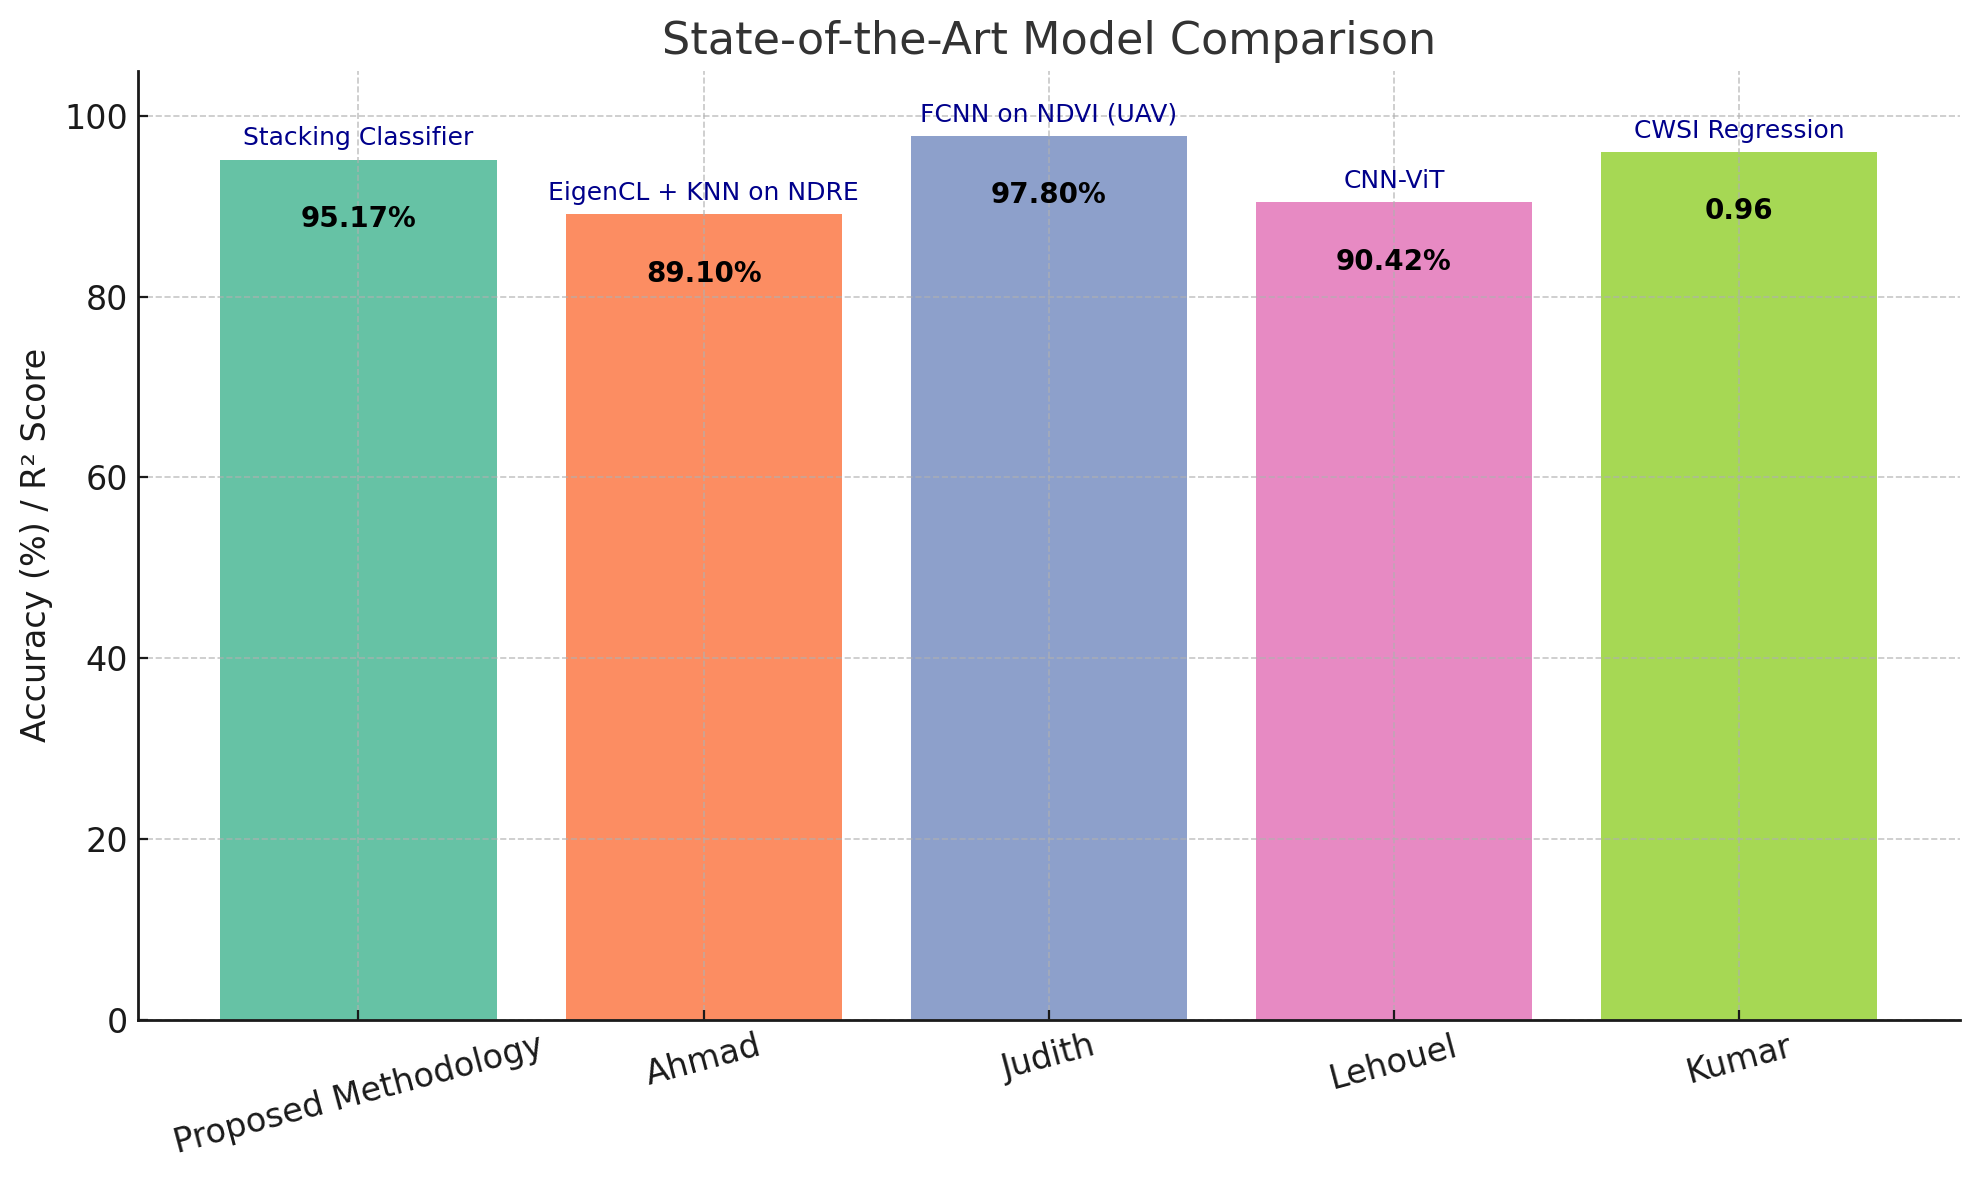 State-of-the-Art Model Comparison
Accuracy (%) / R² Score
100
80
60
40
20
0
Stacking Classifier
95.17%
EigenCL + KNN on NDRE
89.10%
FCNN on NDVI (UAV)
97.80%
CNN-ViT
90.42%
CWSI Regression
0.96
Proposed Methodology
Ahmad
Judith
Lehouel
Kumar